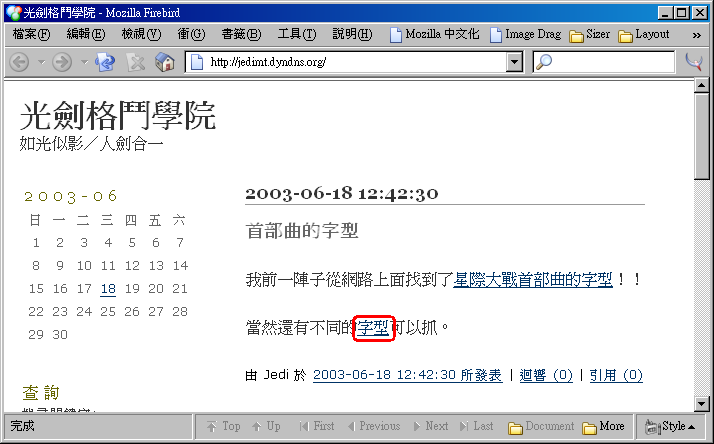 光劍格鬥學院 - Mozilla Firebird
檔案(F) 編輯(E) 檢視(V) 衝(G) 書籤(B) 工具(T) 說明(H) Mozilla 中文化 Image Drag Sizer Layout »
http://jedimt.dyndns.org/
光劍格鬥學院
如光似影／人劍合一
2003-06
日 一 二 三 四 五 六
1 2 3 4 5 6 7
8 9 10 11 12 13 14
15 16 17 18 19 20 21
22 23 24 25 26 27 28
29 30
查詢
2003-06-18 12:42:30
首部曲的字型
我前一陣子從網路上面找到了星際大戰首部曲的字型！！
當然還有不同的字型可以抓。
由 Jedi 於 2003-06-18 12:42:30 所發表 | 迴響 (0) | 引用 (0)
完成 Top Up First Previous Next Last Document More Style